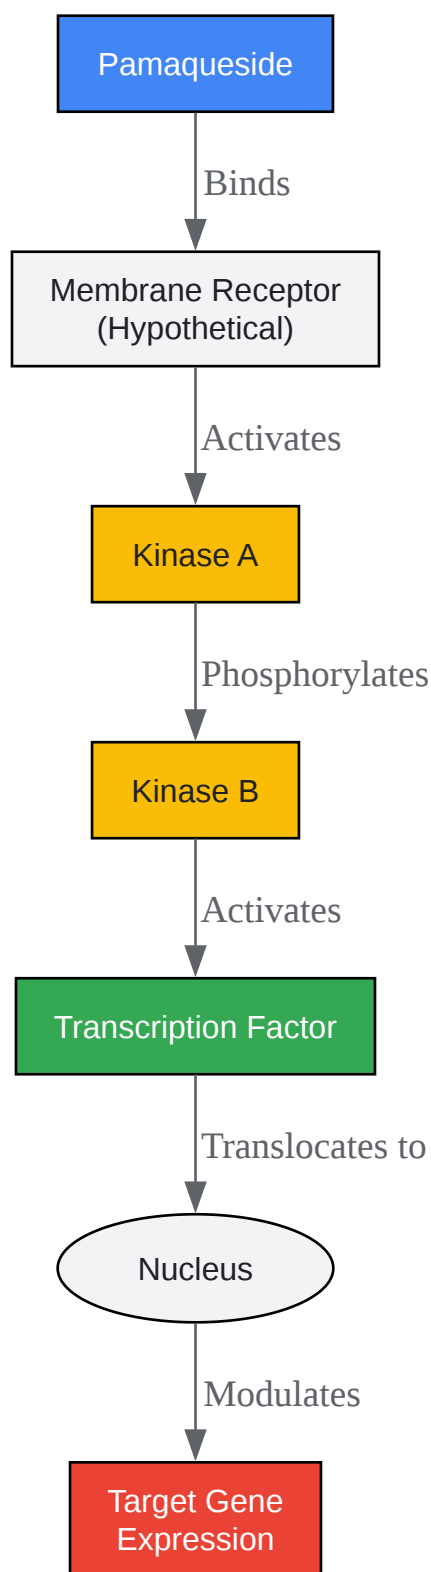 Pamaqueside
Binds
Membrane Receptor
(Hypothetical)
Activates
Kinase A
Phosphorylates
Kinase B
Activates
Transcription Factor
Translocates to
Nucleus
Modulates
Target Gene
Expression